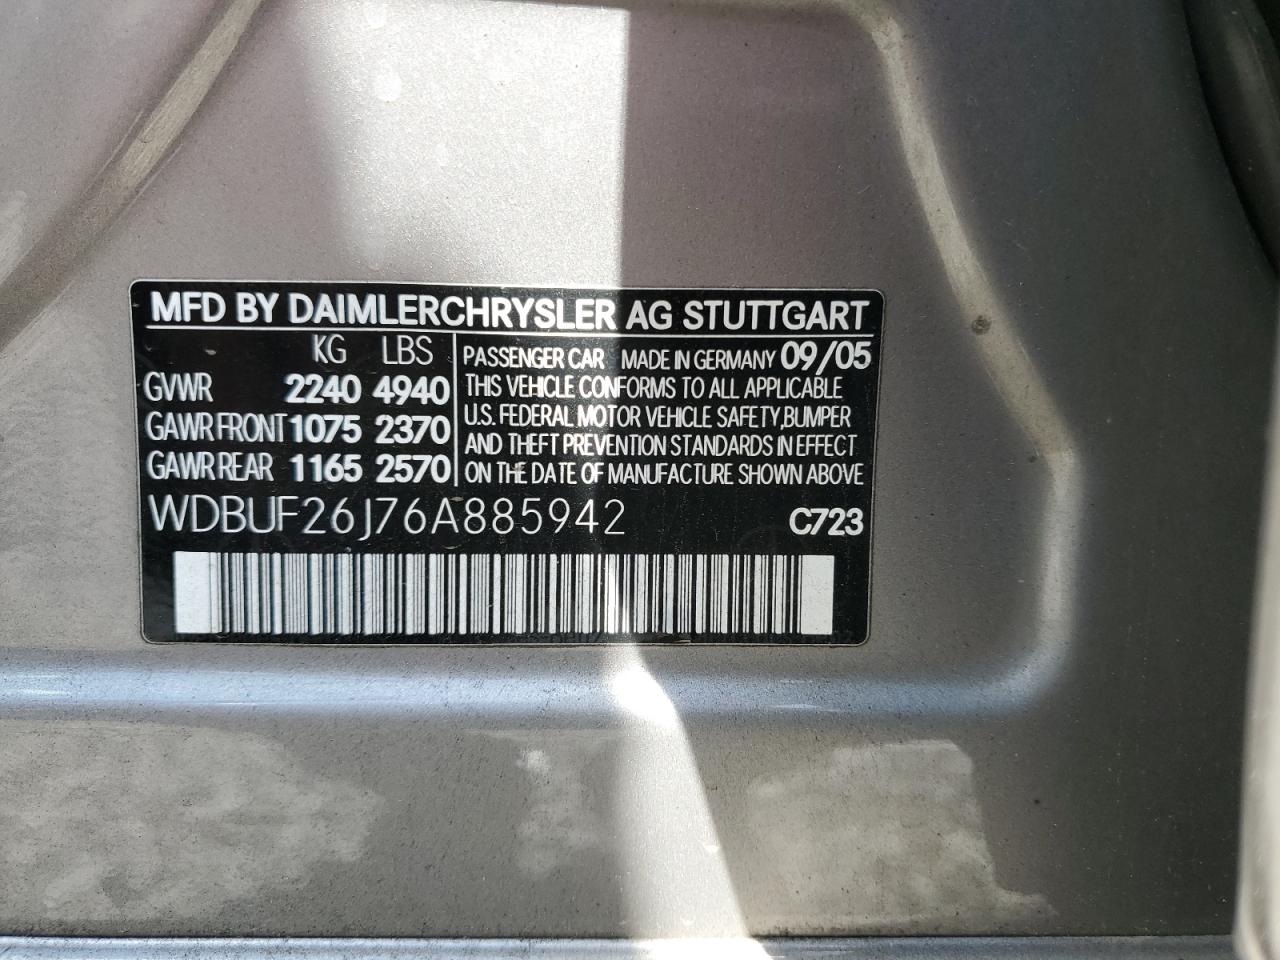 MFD BY DAIMLERCHRYSLER AG STUTTGART
KG LBS
GVWR 2240 4940
GAWR FRONT 1075 2370
GAWR REAR 1165 2570
PASSENGER CAR MADE IN GERMANY 09/05
THIS VEHICLE CONFORMS TO ALL APPLICABLE
U.S. FEDERAL MOTOR VEHICLE SAFETY,BUMPER
AND THEFT PREVENTION STANDARDS IN EFFECT
ON THE DATE OF MANUFACTURE SHOWN ABOVE
WDBUF26J76A885942 C723